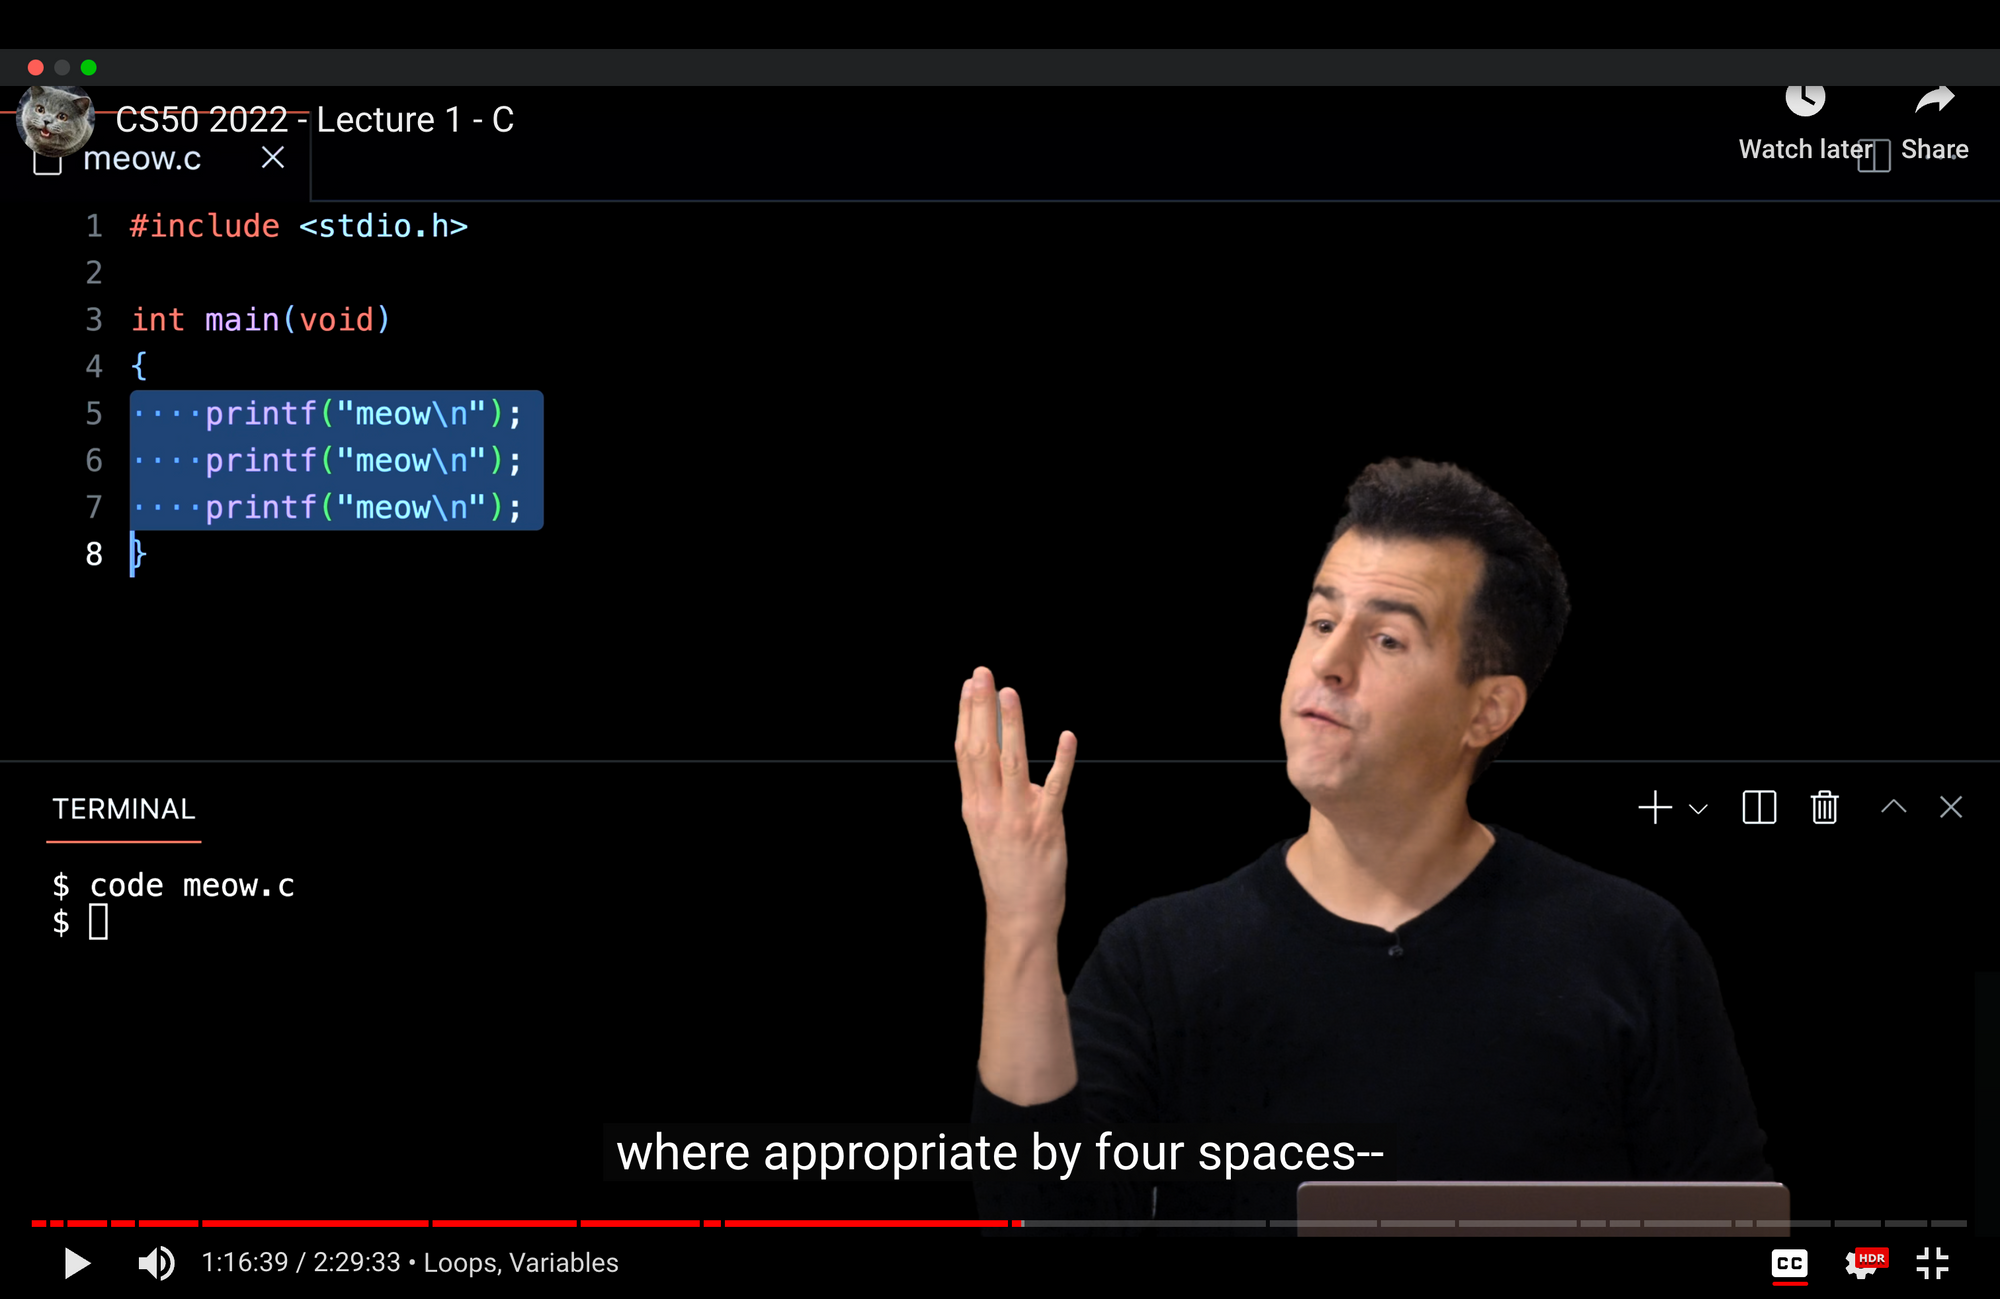 CS50 2022 - Lecture 1 - C
Watch later
Share
meow.c
1 #include <stdio.h>
2
3 int main(void)
4 {
5 ····printf("meow\n");
6 ····printf("meow\n");
7 ····printf("meow\n");
8 }
TERMINAL
$ code meow.c
$
where appropriate by four spaces--
1:16:39 / 2:29:33 • Loops, Variables
CC
HDR